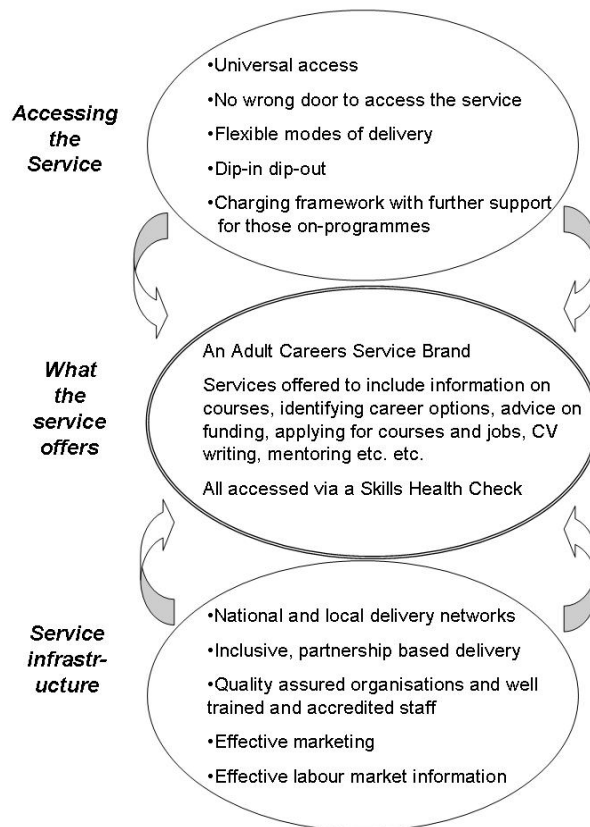 Accessing
the
Service
•Universal access
•No wrong door to access the service
•Flexible modes of delivery
•Dip-in dip-out
•Charging framework with further support
for those on-programmes
What
the
service
offers
An Adult Careers Service Brand
Services offered to include information on
courses, identifying career options, advice on
funding, applying for courses and jobs, CV
writing, mentoring etc. etc.
All accessed via a Skills Health Check
Service
infrastr-
ucture
•National and local delivery networks
•Inclusive, partnership based delivery
•Quality assured organisations and well
trained and accredited staff
•Effective marketing
•Effective labour market information